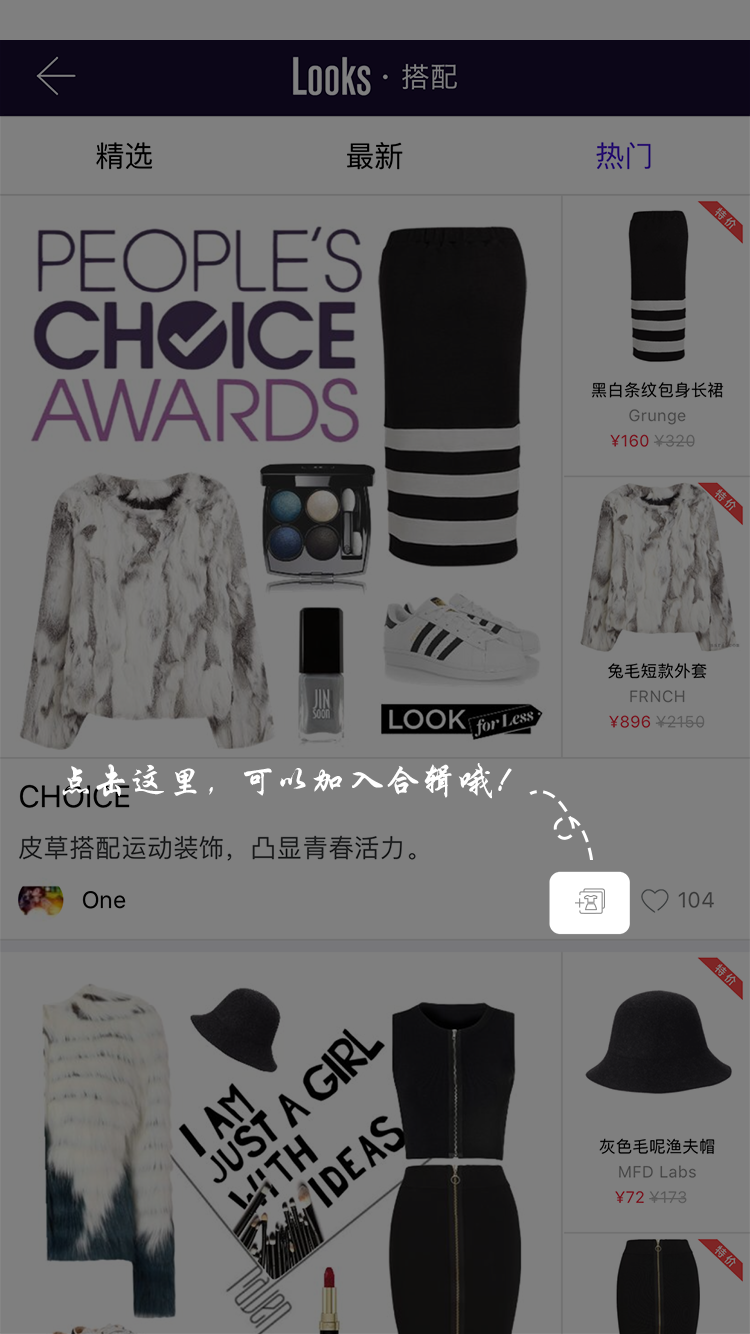 Looks · 搭配
精选
最新
热门
PEOPLE'S
CHOICE
AWARDS
JIN
SOON
LOOK for Less
特价
黑白条纹包身长裙
Grunge
¥160 ¥320
特价
兔毛短款外套
FRNCH
¥896 ¥2150
点击这里，可以加入合辑哦！
CHOICE
皮草搭配运动装饰，凸显青春活力。
One
104
I AM
JUST A GIRL
WITH
IDEAS
特价
灰色毛呢渔夫帽
MFD Labs
¥72 ¥173
特价